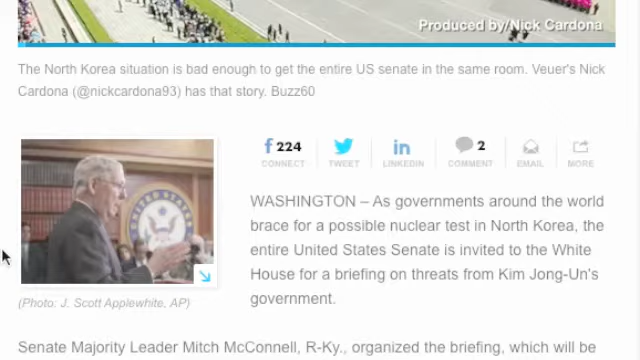 Produced by/Nick Cardona
The North Korea situation is bad enough to get the entire US senate in the same room. Veuer's Nick
Cardona (@nickcardona93) has that story. Buzz60
224
CONNECT
TWEET
LINKEDIN
2
COMMENT
EMAIL
MORE
WASHINGTON – As governments around the world
brace for a possible nuclear test in North Korea, the
entire United States Senate is invited to the White
House for a briefing on threats from Kim Jong-Un's
government.
(Photo: J. Scott Applewhite, AP)
Senate Majority Leader Mitch McConnell, R-Ky., organized the briefing, which will be